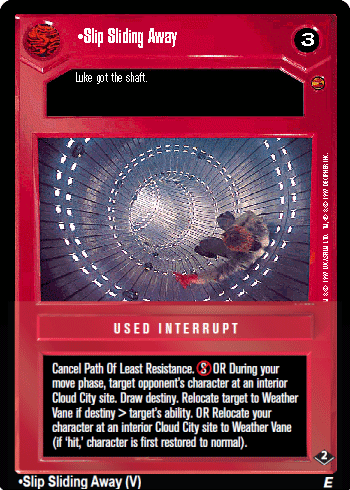 •Slip Sliding Away
3
Luke got the shaft.
USED INTERRUPT
Cancel Path Of Least Resistance. Ⓢ OR During your
move phase, target opponent's character at an interior
Cloud City site. Draw destiny. Relocate target to Weather
Vane if destiny > target's ability. OR Relocate your
character at an interior Cloud City site to Weather Vane
(if 'hit,' character is first restored to normal).
2
•Slip Sliding Away (V)
E